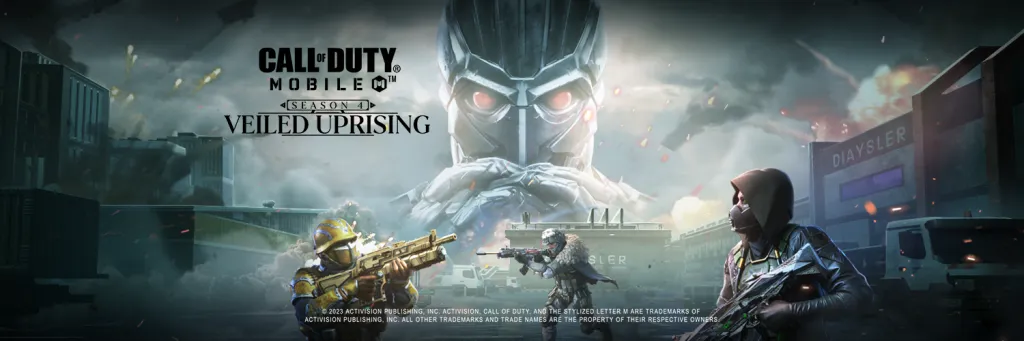 CALL OF DUTY®
MOBILE M™
SEASON 4
VEILED UPRISING
DIAYSLER
YSLER
© 2023 ACTIVISION PUBLISHING, INC. ACTIVISION, CALL OF DUTY, AND THE STYLIZED LETTER M ARE TRADEMARKS OF
ACTIVISION PUBLISHING, INC. ALL OTHER TRADEMARKS AND TRADE NAMES ARE THE PROPERTY OF THEIR RESPECTIVE OWNERS.